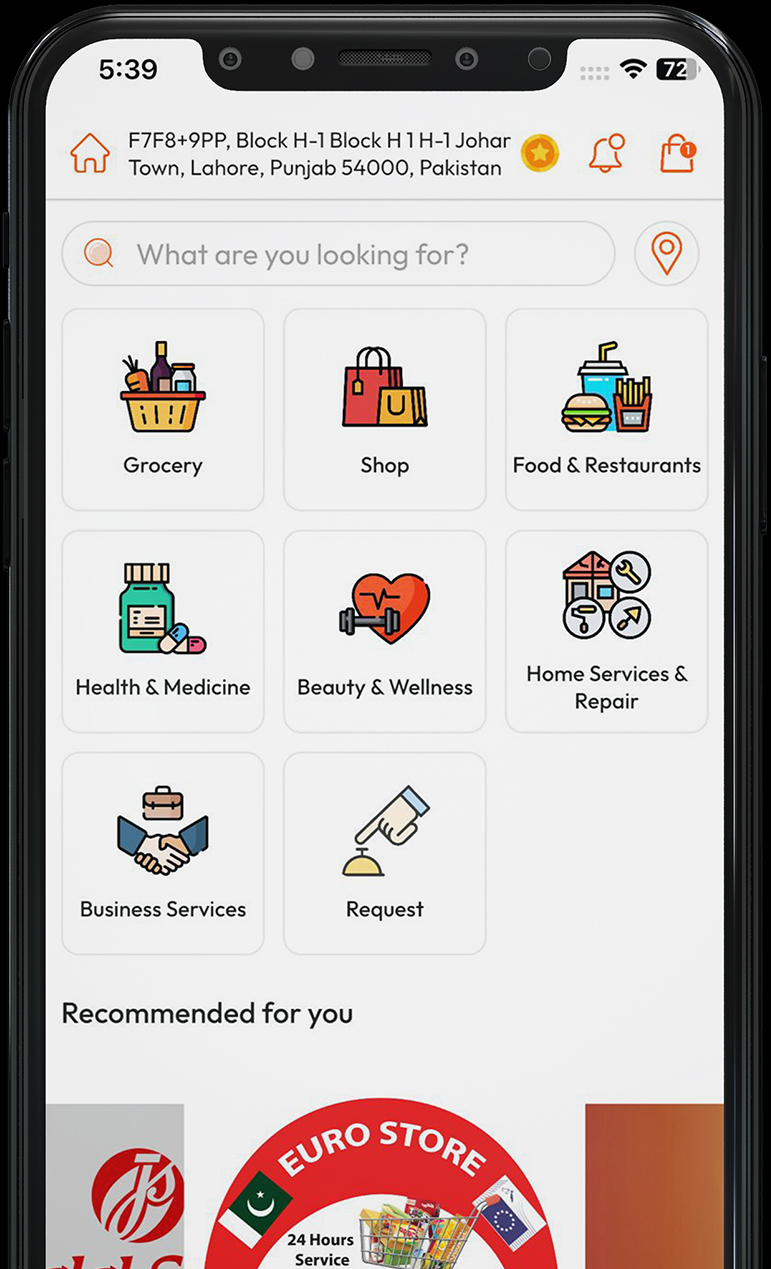 5:39
72
F7F8+9PP, Block H-1 Block H 1 H-1 Johar
Town, Lahore, Punjab 54000, Pakistan
1
What are you looking for?
Grocery
Shop
Food & Restaurants
Health & Medicine
Beauty & Wellness
Home Services &
Repair
Business Services
Request
Recommended for you
EURO STORE
24 Hours
Service